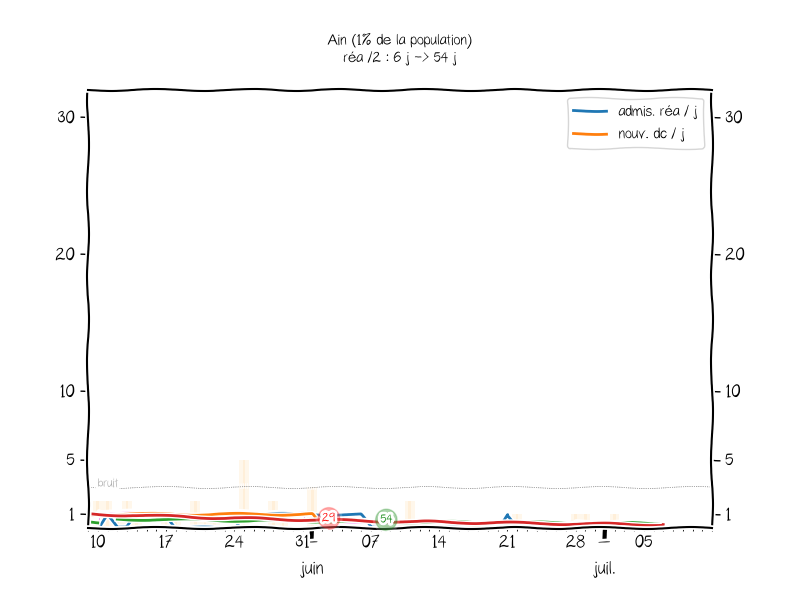 Ain (1% de la population)
réa /2 : 6 j -> 54 j
admis. réa / j
nouv. dc / j
30
30
20
20
10
10
5
5
bruit
1
1
29
54
10 17 24 31 07 14 21 28 05
juin juil.